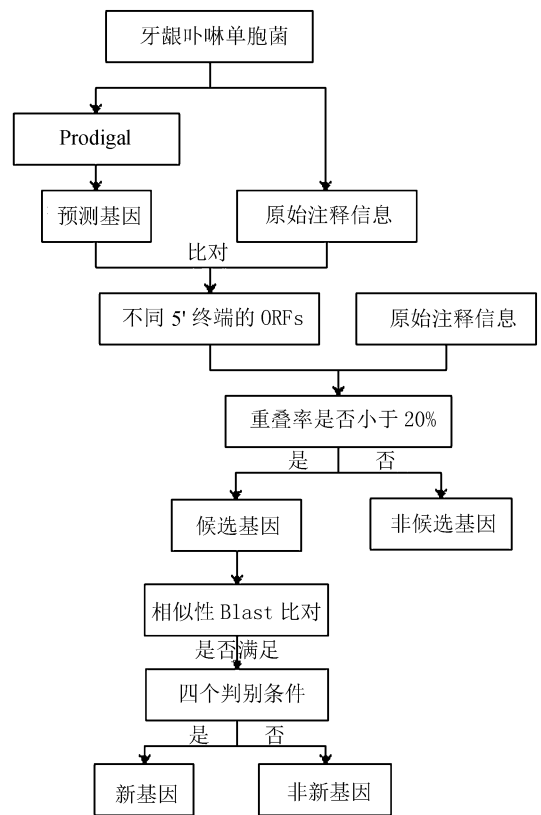 牙龈卟啉单胞菌
Prodigal
预测基因
原始注释信息
比对
不同 5' 终端的 ORFs
原始注释信息
重叠率是否小于 20%
是
否
候选基因
非候选基因
相似性 Blast 比对
是否满足
四个判别条件
是
否
新基因
非新基因